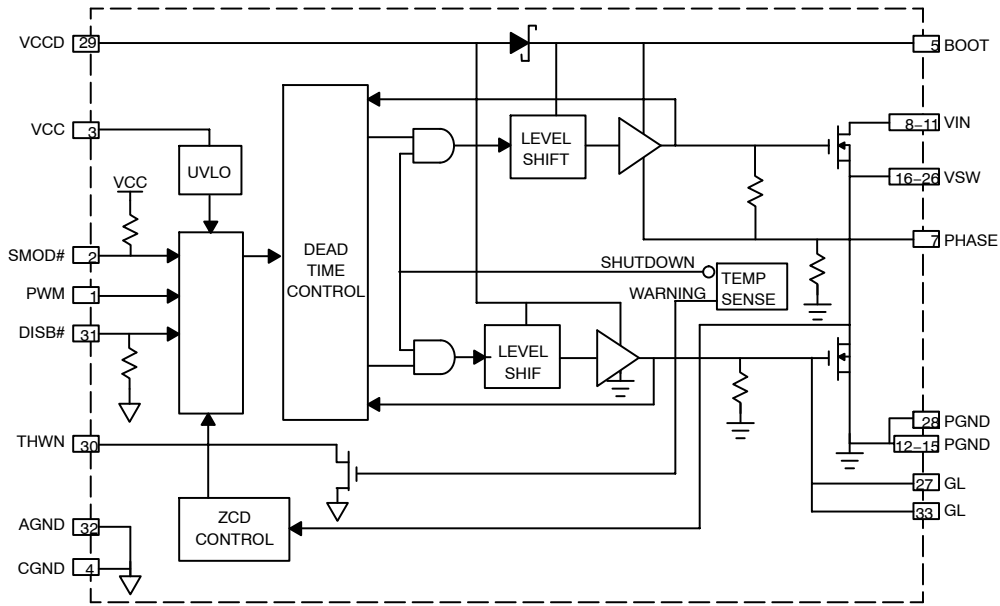 VCCD 29
5 BOOT
VCC 3
8–11 VIN
UVLO
LEVEL
SHIFT
VCC
16–26 VSW
SMOD# 2
DEAD
TIME
CONTROL
7 PHASE
SHUTDOWN
TEMP
SENSE
PWM 1
WARNING
DISB# 31
LEVEL
SHIF
28 PGND
THWN 30
12–15 PGND
27 GL
ZCD
CONTROL
33 GL
AGND 32
CGND 4